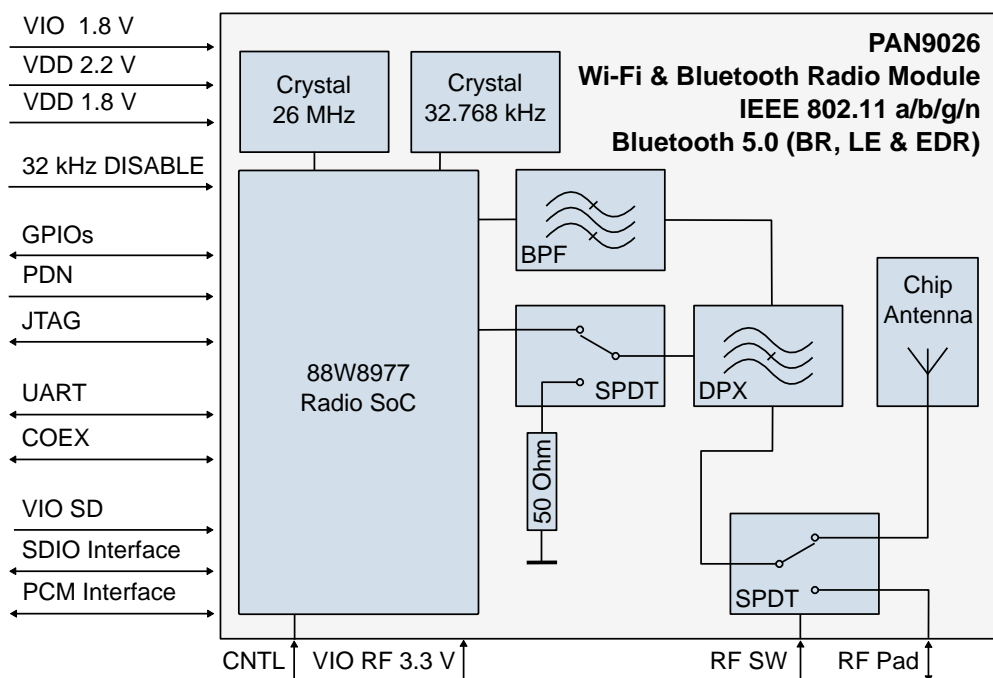 VIO 1.8 V
VDD 2.2 V
VDD 1.8 V
32 kHz DISABLE
GPIOs
PDN
JTAG
UART
COEX
VIO SD
SDIO Interface
PCM Interface
Crystal
26 MHz
Crystal
32.768 kHz
PAN9026
Wi-Fi & Bluetooth Radio Module
IEEE 802.11 a/b/g/n
Bluetooth 5.0 (BR, LE & EDR)
BPF
Chip
Antenna
88W8977
Radio SoC
SPDT
DPX
50 Ohm
SPDT
CNTL
VIO RF 3.3 V
RF SW
RF Pad